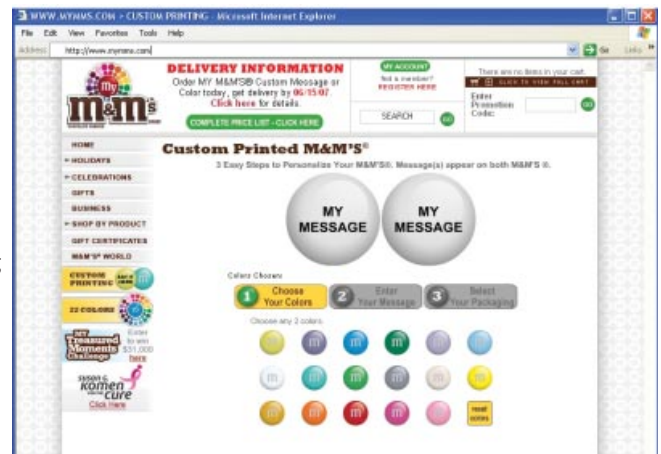 WWW.MYMMS.COM > CUSTOM PRINTING - Microsoft Internet Explorer
File Edit View Favorites Tools Help
Address http://www.mymms.com/
Go Links »
My
m&m's
DELIVERY INFORMATION
Order MY M&M'S® Custom Message or
Color today, get delivery by 06/15/07.
Click here for details.
COMPLETE PRICE LIST - CLICK HERE
MY ACCOUNT
Not a member?
REGISTER HERE
SEARCH GO
There are no items in your cart.
CLICK TO VIEW FULL CART
Enter
Promotion
Code:
GO
HOME
HOLIDAYS
CELEBRATIONS
GIFTS
BUSINESS
SHOP BY PRODUCT
GIFT CERTIFICATES
M&M'S® WORLD
CUSTOM
PRINTING
22 COLORS
MY
Treasured
Moments
Challenge
Enter
to win
$31,000
here
SUSAN G.
Komen
FOR THE
Cure
Click Here
Custom Printed M&M'S®
3 Easy Steps to Personalize Your M&M'S®. Message(s) appear on both M&M'S ®.
MY
MESSAGE
MY
MESSAGE
Colors Chosen:
1 Choose
Your Colors
2 Enter
Your Message
3 Select
Your Packaging
Choose any 2 colors.
m m m m m m
m m m m m m
m m m m m
reset
colors